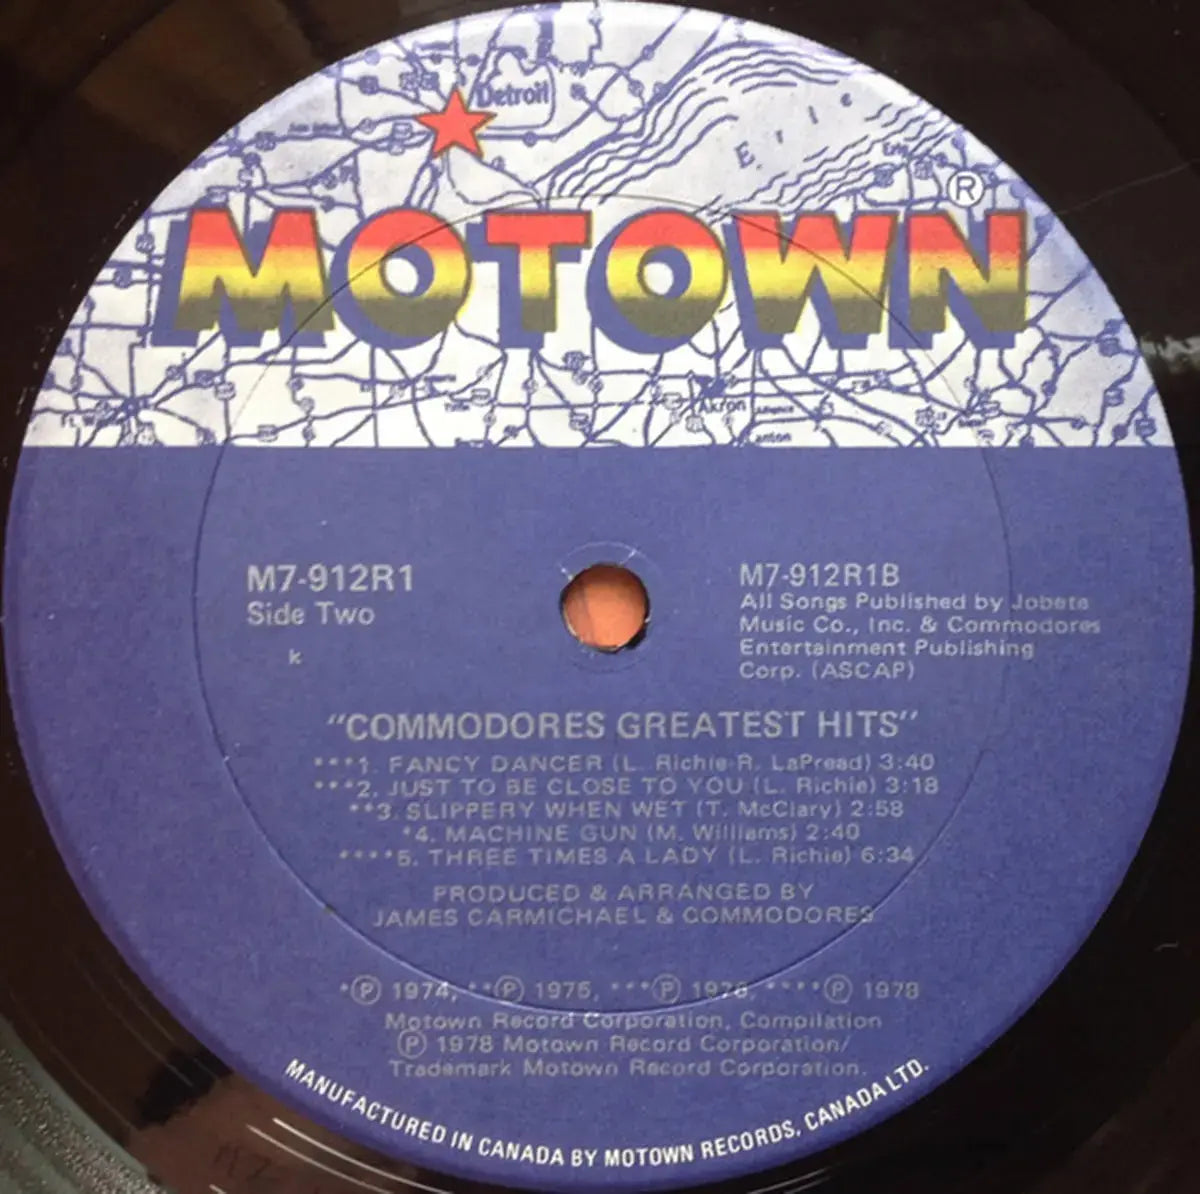 Detroit
Erie
Erie
®
MOTOWN
Akron
M7-912R1
Side Two
k
M7-912R1B
All Songs Published by Jobete
Music Co., Inc. & Commodores
Entertainment Publishing
Corp. (ASCAP)
"COMMODORES GREATEST HITS"
***1. FANCY DANCER (L. Richie-R. LaPread) 3:40
***2. JUST TO BE CLOSE TO YOU (L. Richie) 3:18
**3. SLIPPERY WHEN WET (T. McClary) 2:58
*4. MACHINE GUN (M. Williams) 2:40
****5. THREE TIMES A LADY (L. Richie) 6:34
PRODUCED & ARRANGED BY
JAMES CARMICHAEL & COMMODORES
*Ⓟ 1974, **Ⓟ 1975, ***Ⓟ 1976, ****Ⓟ 1978
Motown Record Corporation, Compilation
Ⓟ 1978 Motown Record Corporation/
Trademark Motown Record Corporation.
MANUFACTURED IN CANADA BY MOTOWN RECORDS, CANADA LTD.